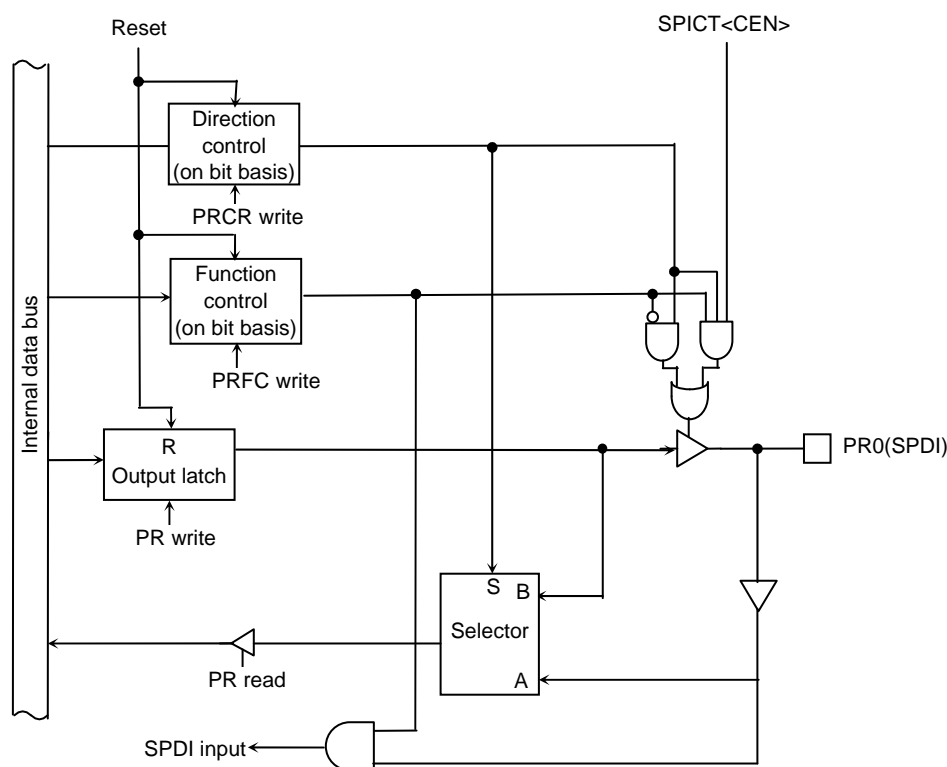 Reset
SPICT<CEN>
Direction
control
(on bit basis)
PRCR write
Function
control
(on bit basis)
PRFC write
Internal data bus
R
Output latch
PR write
PR0(SPDI)
S
B
Selector
A
PR read
SPDI input